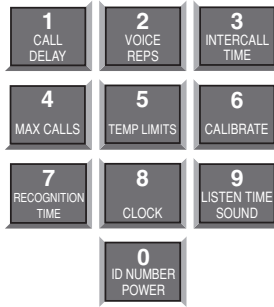 1
CALL
DELAY
2
VOICE
REPS
3
INTERCALL
TIME
4
MAX CALLS
5
TEMP LIMITS
6
CALIBRATE
7
RECOGNITION
TIME
8
CLOCK
9
LISTEN TIME
SOUND
0
ID NUMBER
POWER